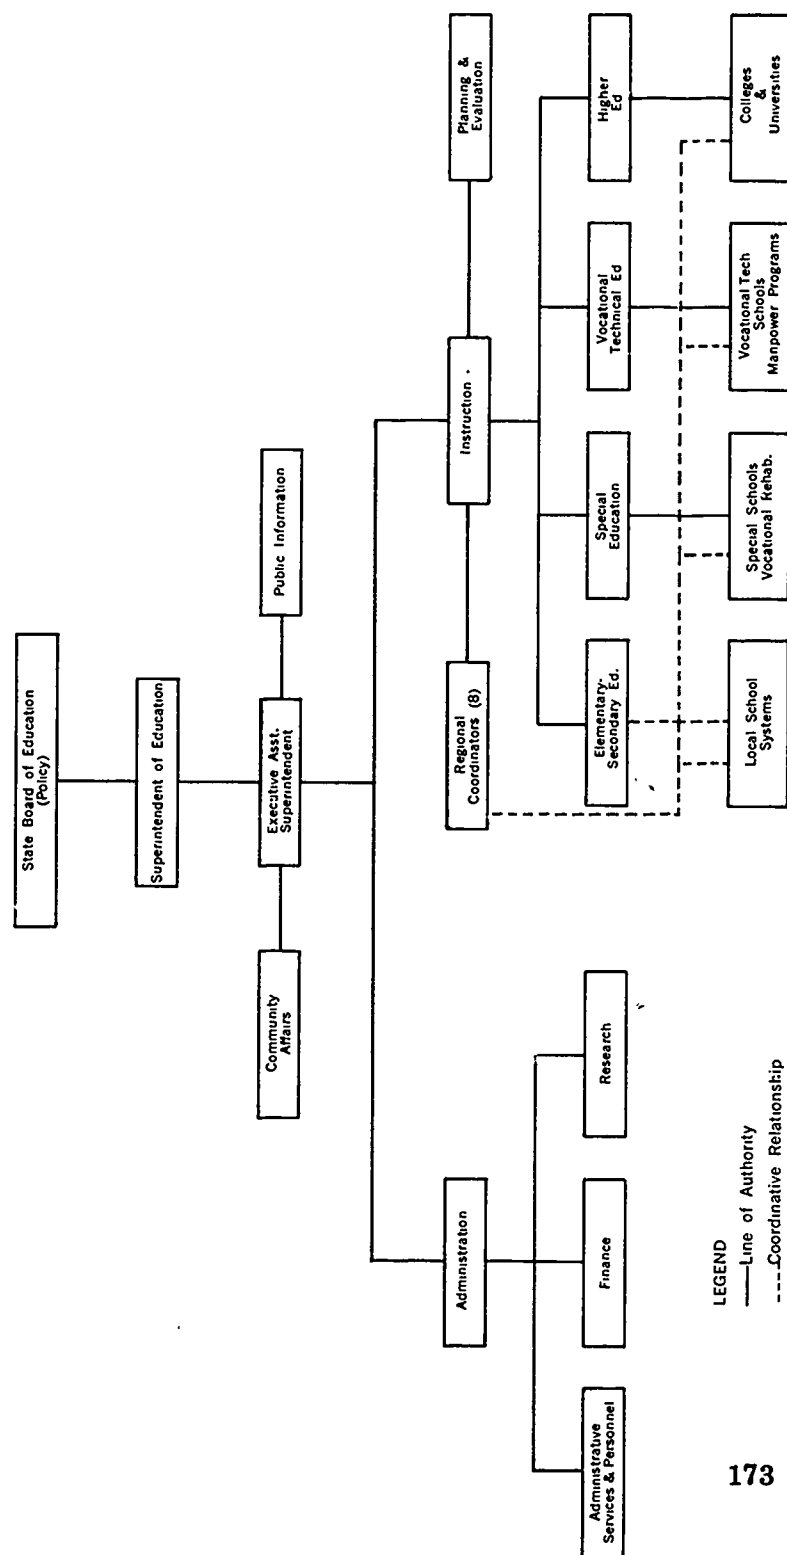 State Board of Education
(Policy)
Superintendent of Education
Community
Affairs
Executive Asst.
Superintendent
Public Information
Administration
Regional
Coordinators (8)
Instruction
Planning &
Evaluation
Administrative
Services & Personnel
Finance
Research
Elementary-
Secondary Ed.
Special
Education
Vocational
Technical Ed
Higher
Ed
Local School
Systems
Special Schools
Vocational Rehab.
Vocational Tech
Schools
Manpower Programs
Colleges
&
Universities
LEGEND
Line of Authority
Coordinative Relationship
173